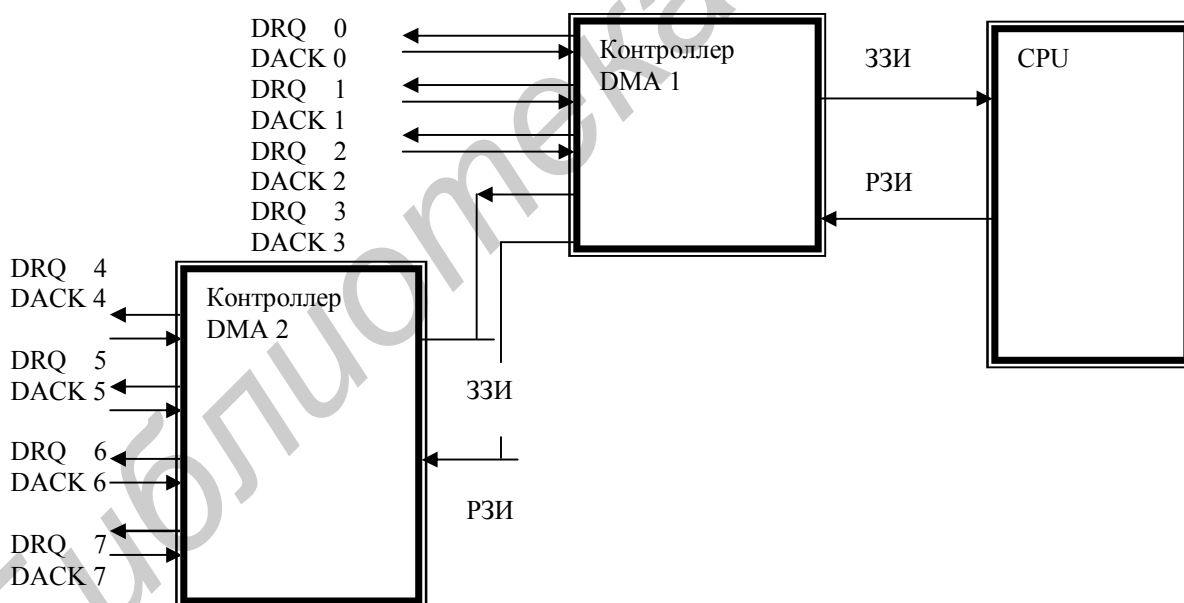 DRQ 0
DACK 0
DRQ 1
DACK 1
DRQ 2
DACK 2
DRQ 3
DACK 3
Контроллер
DMA 1
ЗЗИ
РЗИ
CPU
DRQ 4
DACK 4
DRQ 5
DACK 5
DRQ 6
DACK 6
DRQ 7
DACK 7
Контроллер
DMA 2
ЗЗИ
РЗИ
Библиотека